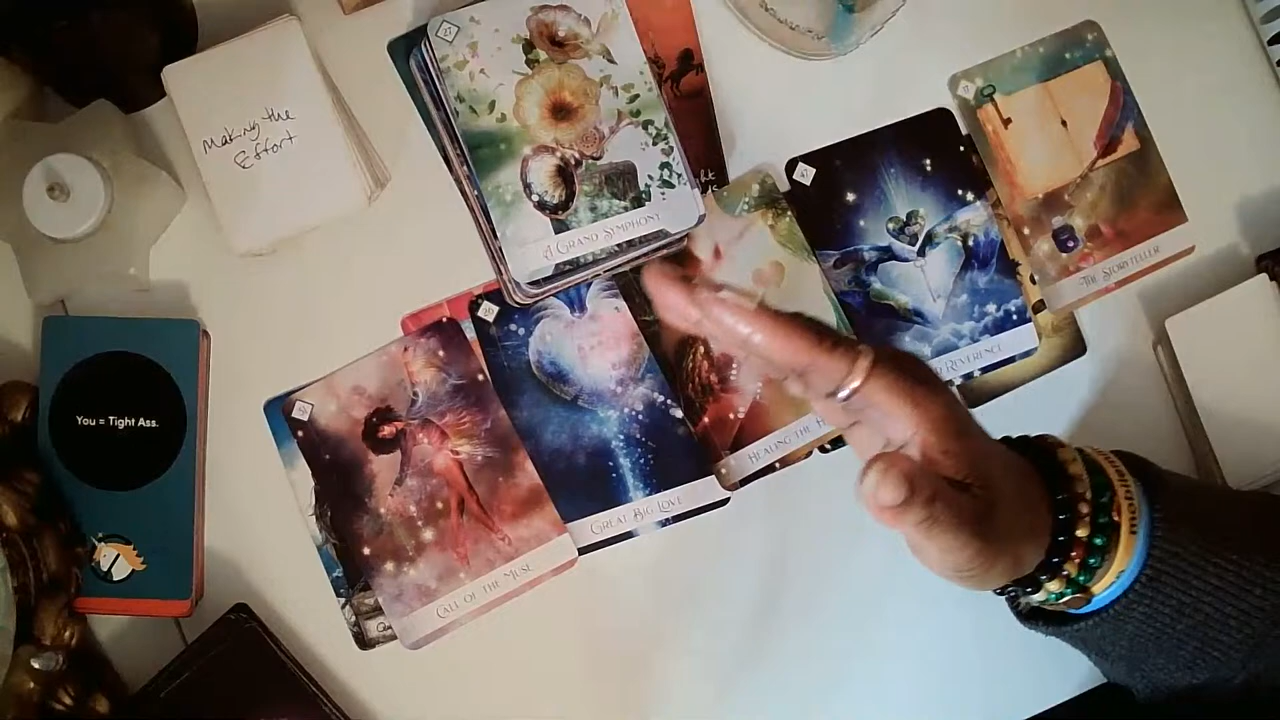 27
A GRAND SYMPHONY
Making the
Effort
THE STORYTELLER
REVERENCE
You = Tight Ass.
HEALING THE
GREAT BIG LOVE
CALL OF THE MUSE